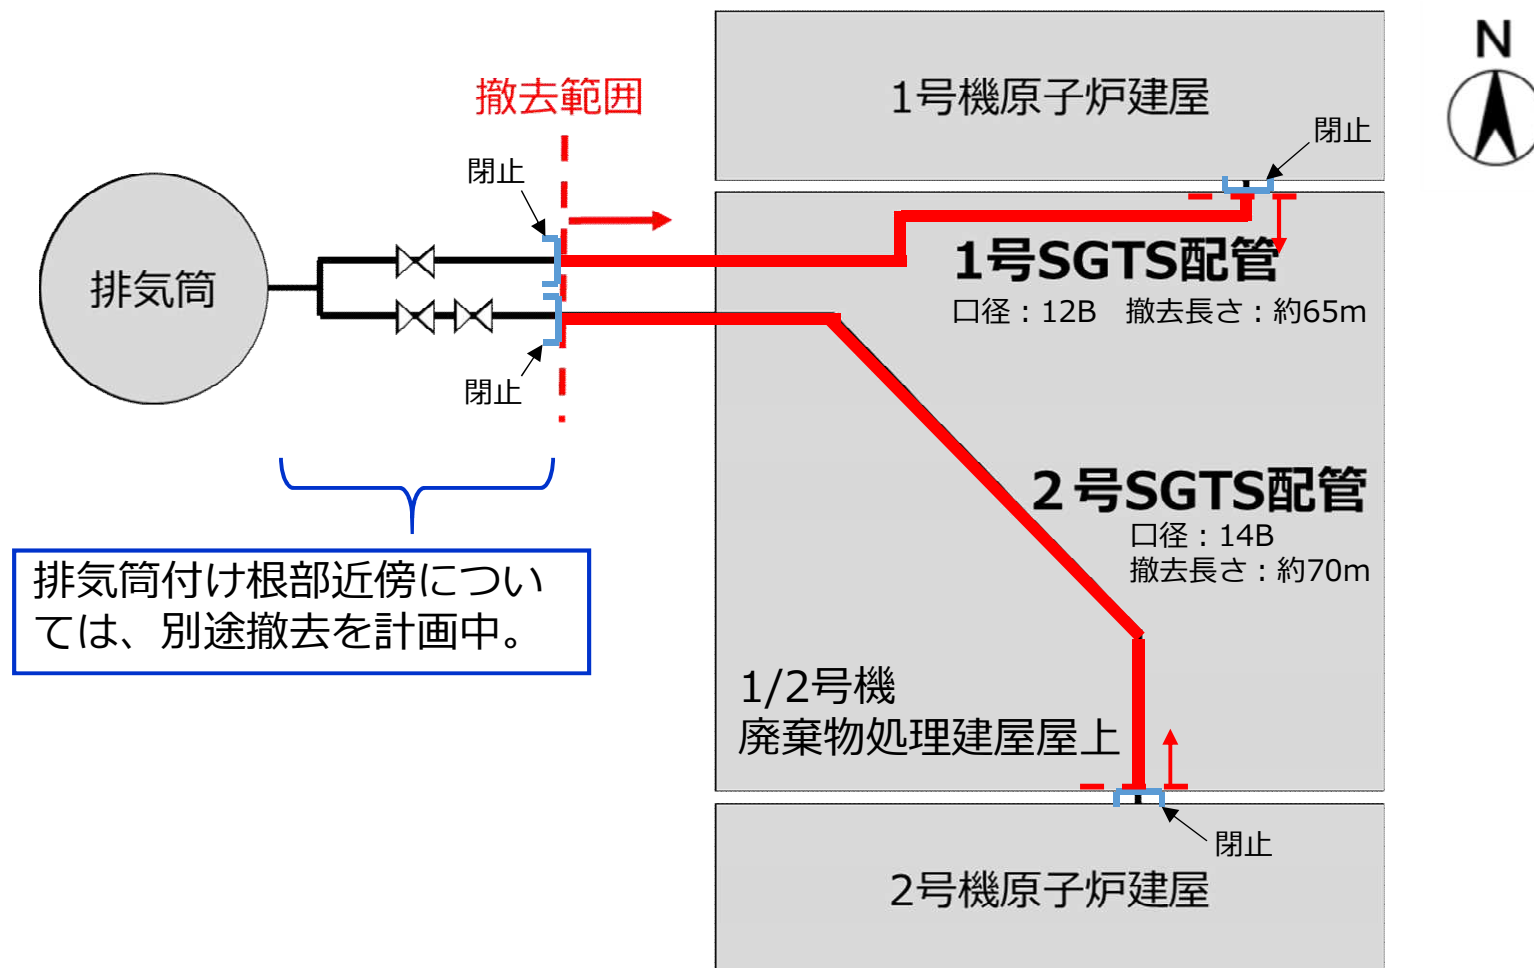 N
1号機原子炉建屋
撤去範囲
閉止
閉止
排気筒
1号SGTS配管
口径：12B　撤去長さ：約65m
閉止
２号SGTS配管
口径：14B
撤去長さ：約70m
排気筒付け根部近傍につい
ては、別途撤去を計画中。
1/2号機
廃棄物処理建屋屋上
閉止
2号機原子炉建屋